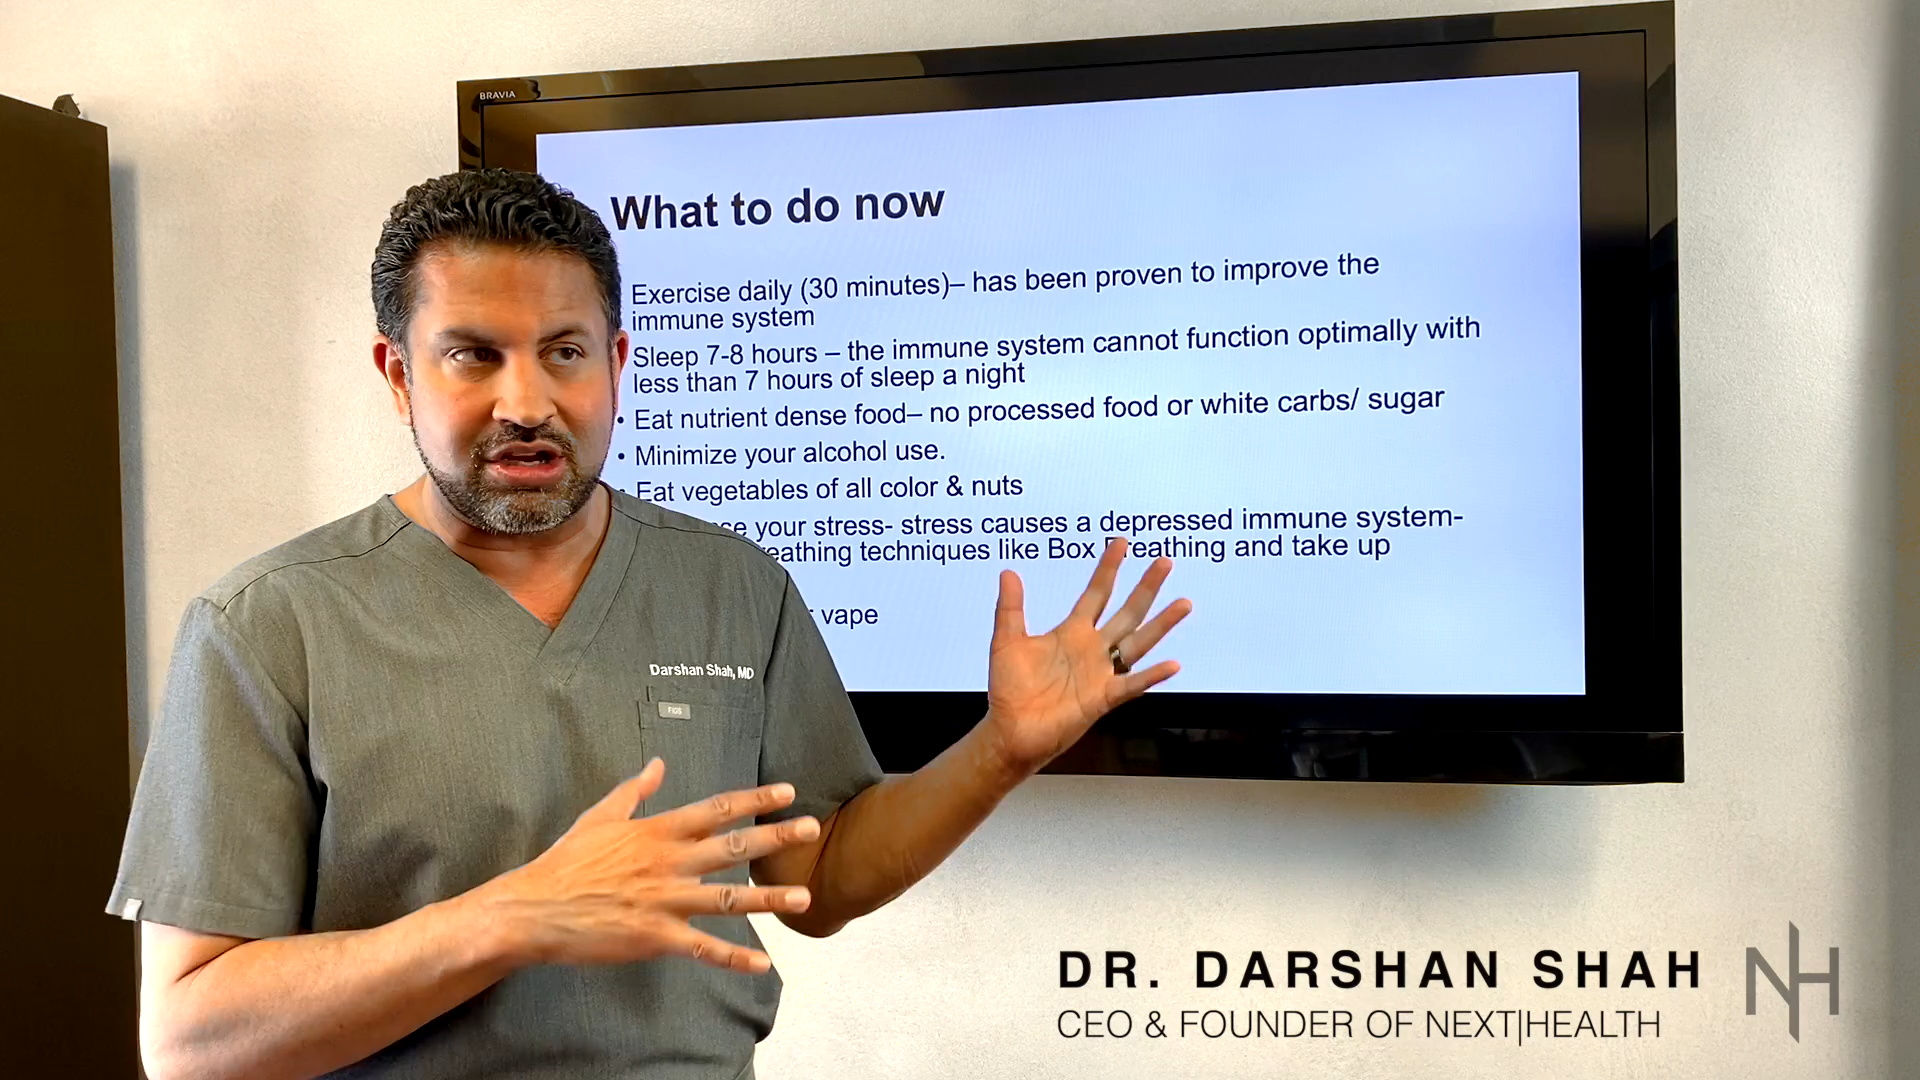 BRAVIA
What to do now
Exercise daily (30 minutes)– has been proven to improve the
immune system
Sleep 7-8 hours – the immune system cannot function optimally with
less than 7 hours of sleep a night
• Eat nutrient dense food– no processed food or white carbs/ sugar
• Minimize your alcohol use.
• Eat vegetables of all color & nuts
your stress- stress causes a depressed immune system-
techniques like Box Breathing and take up
vape
Darshan Shah, MD
FIGS
DR. DARSHAN SHAH
CEO & FOUNDER OF NEXT|HEALTH
NH